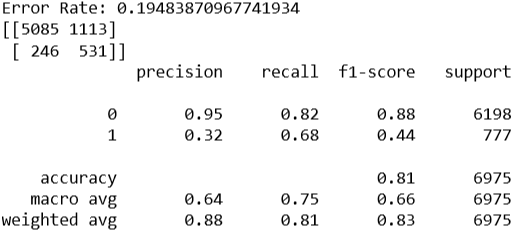 Error Rate: 0.19483870967741934
[[5085 1113]
[ 246 531]]
precision recall f1-score support
0 0.95 0.82 0.88 6198
1 0.32 0.68 0.44 777
accuracy 0.81 6975
macro avg 0.64 0.75 0.66 6975
weighted avg 0.88 0.81 0.83 6975